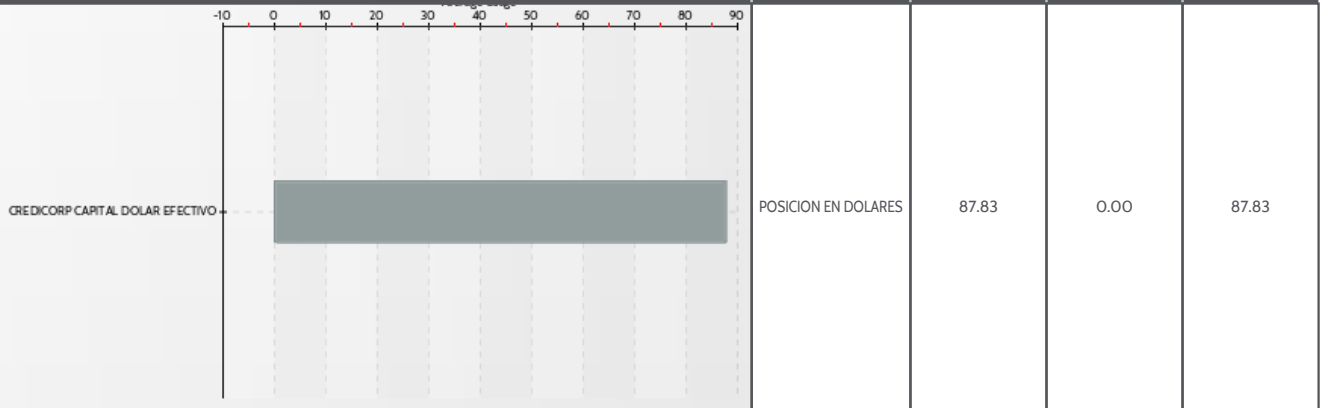 -10 0 10 20 30 40 50 60 70 80 90
CREDICORP CAPITAL DOLAR EFECTIVO
POSICION EN DOLARES 87.83 0.00 87.83